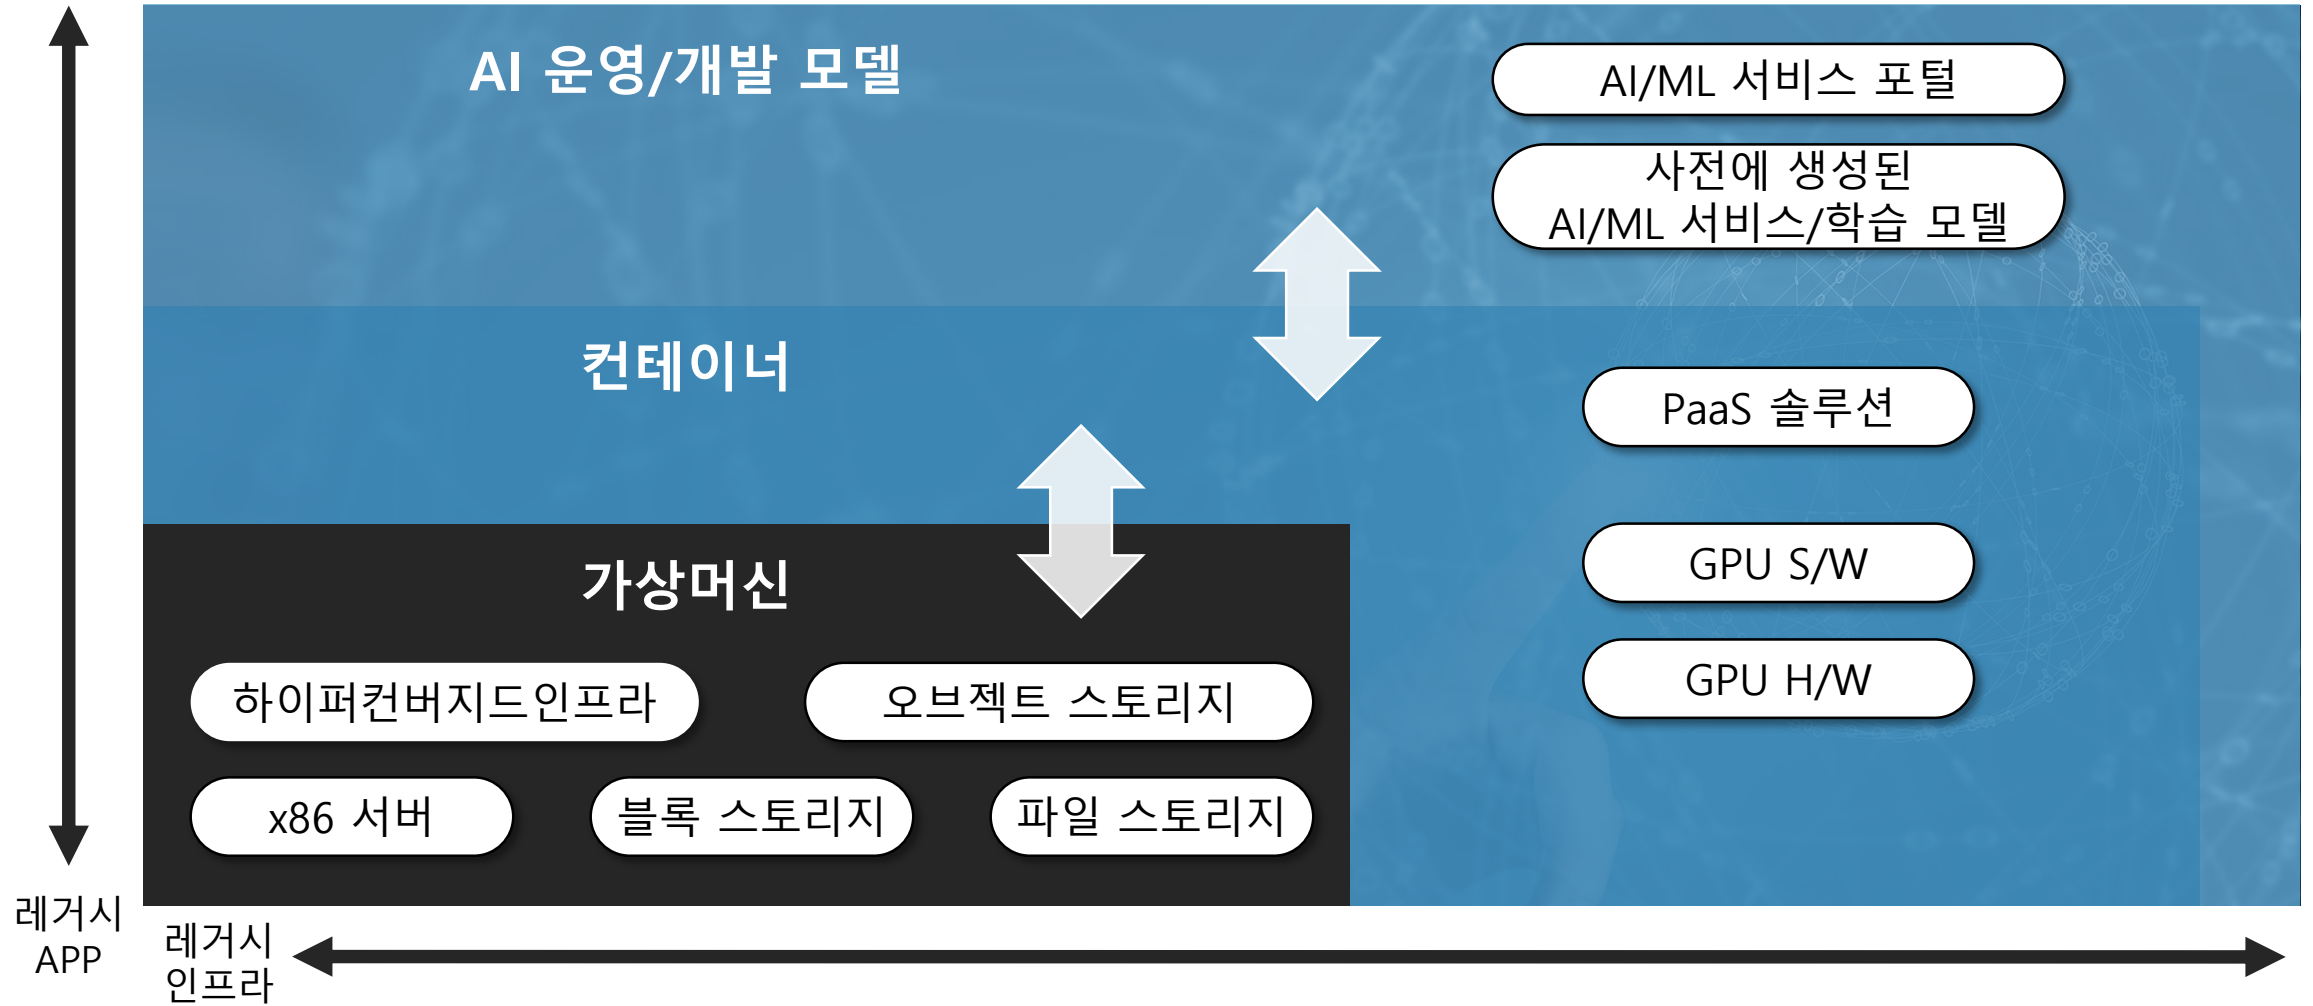 AI 운영/개발 모델
AI/ML 서비스 포털
사전에 생성된
AI/ML 서비스/학습 모델
컨테이너
PaaS 솔루션
GPU S/W
GPU H/W
가상머신
하이퍼컨버지드인프라
오브젝트 스토리지
x86 서버
블록 스토리지
파일 스토리지
레거시
APP
레거시
인프라